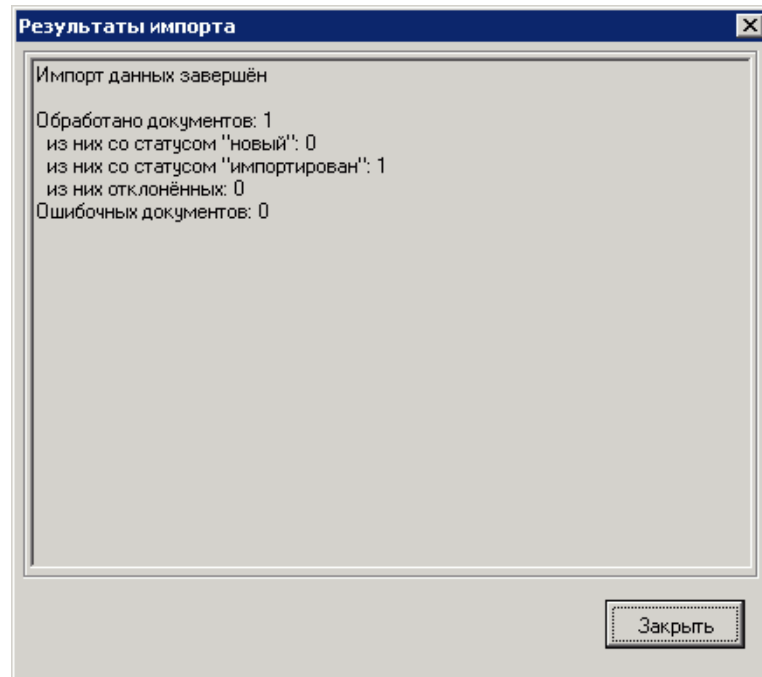 Результаты импорта
Импорт данных завершён
Обработано документов: 1
из них со статусом "новый": 0
из них со статусом "импортирован": 1
из них отклонённых: 0
Ошибочных документов: 0
Закрыть